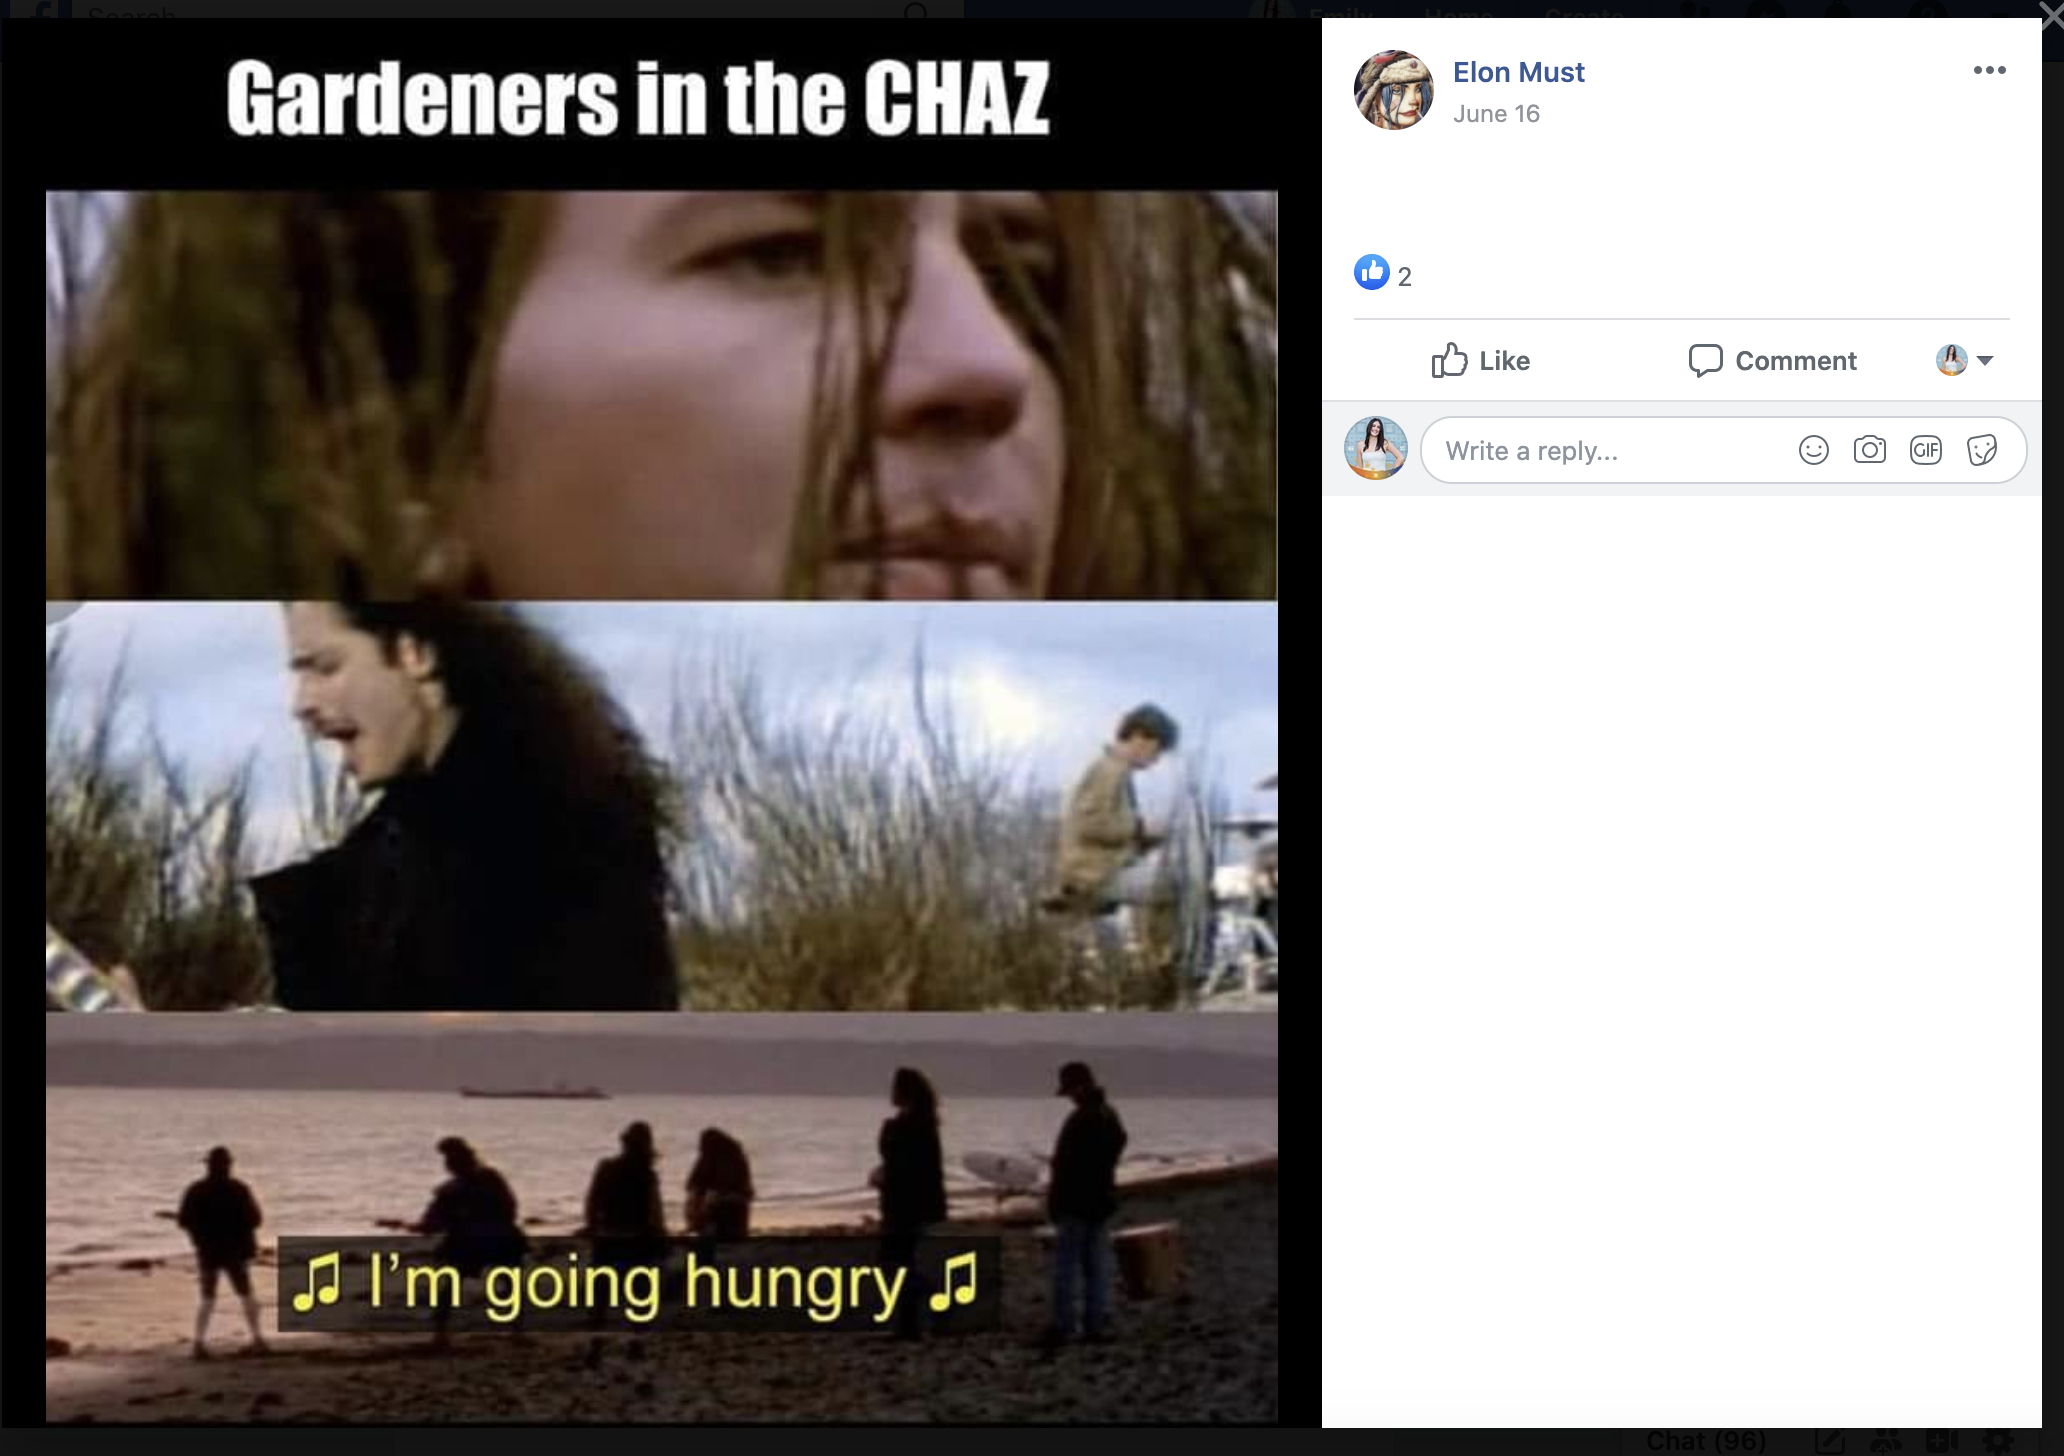 Search
Emily Home Create
Gardeners in the CHAZ
♫ I'm going hungry ♫
Elon Must
June 16
2
Like
Comment
Write a reply...
GIF
Chat (96)